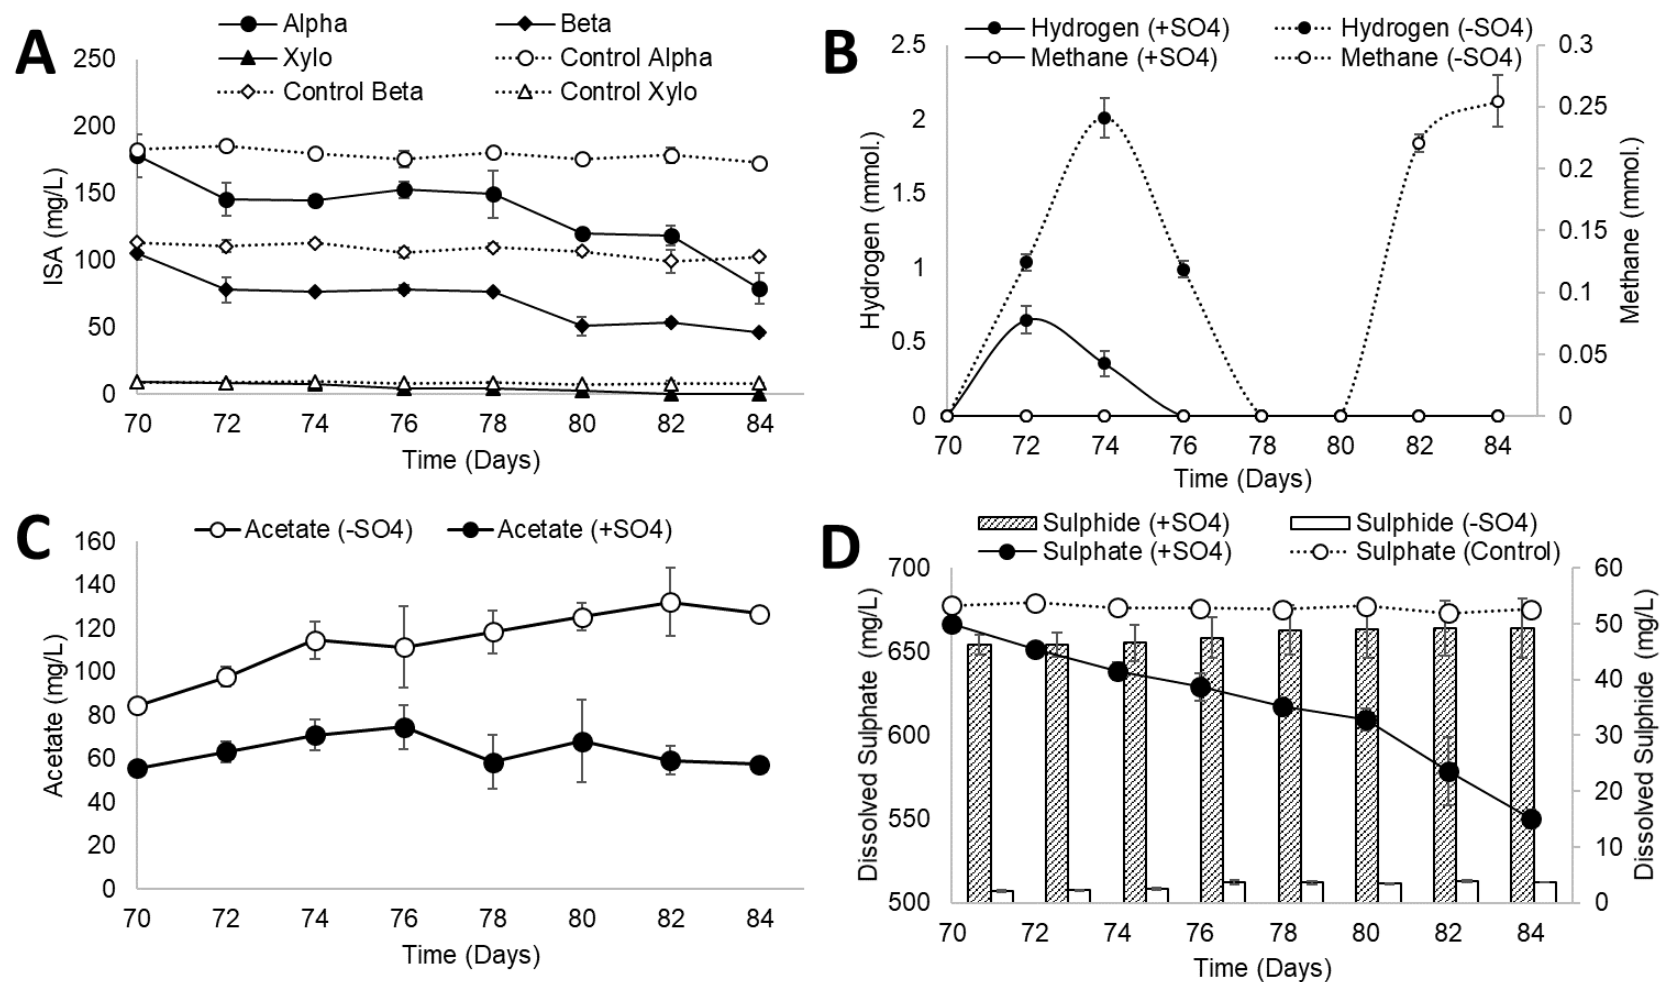 A
Alpha
Beta
Xylo
Control Alpha
Control Beta
Control Xylo
250
200
150
100
50
0
ISA (mg/L)
70 72 74 76 78 80 82 84
Time (Days)
B
Hydrogen (+SO4)
Hydrogen (-SO4)
Methane (+SO4)
Methane (-SO4)
2.5
2
1.5
1
0.5
0
Hydrogen (mmol.)
0.3
0.25
0.2
0.15
0.1
0.05
0
Methane (mmol.)
70 72 74 76 78 80 82 84
Time (Days)
C
Acetate (-SO4)
Acetate (+SO4)
160
140
120
100
80
60
40
20
0
Acetate (mg/L)
70 72 74 76 78 80 82 84
Time (Days)
D
Sulphide (+SO4)
Sulphide (-SO4)
Sulphate (+SO4)
Sulphate (Control)
700
650
600
550
500
Dissolved Sulphate (mg/L)
60
50
40
30
20
10
0
Dissolved Sulphide (mg/L)
70 72 74 76 78 80 82 84
Time (Days)